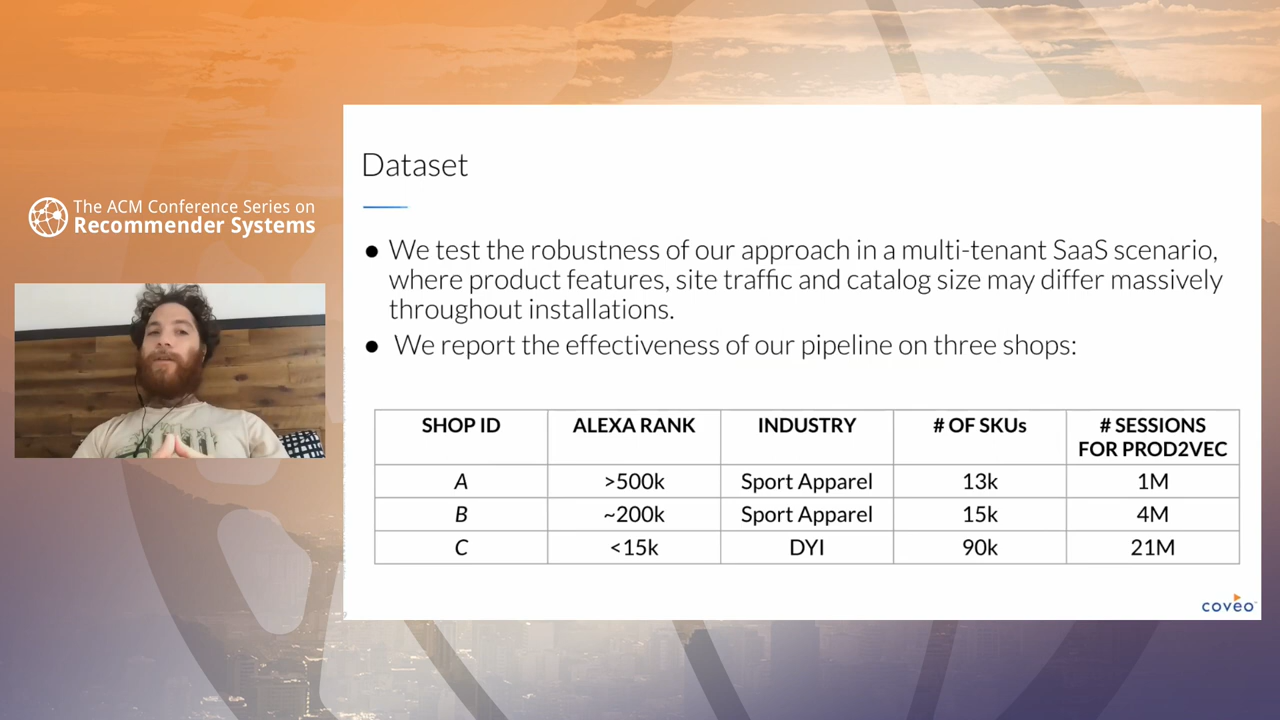 The ACM Conference Series on
Recommender Systems
Dataset
● We test the robustness of our approach in a multi-tenant SaaS scenario,
where product features, site traffic and catalog size may differ massively
throughout installations.
● We report the effectiveness of our pipeline on three shops:
SHOP ID ALEXA RANK INDUSTRY # OF SKUs # SESSIONS
FOR PROD2VEC
A >500k Sport Apparel 13k 1M
B ~200k Sport Apparel 15k 4M
C <15k DYI 90k 21M
coveo